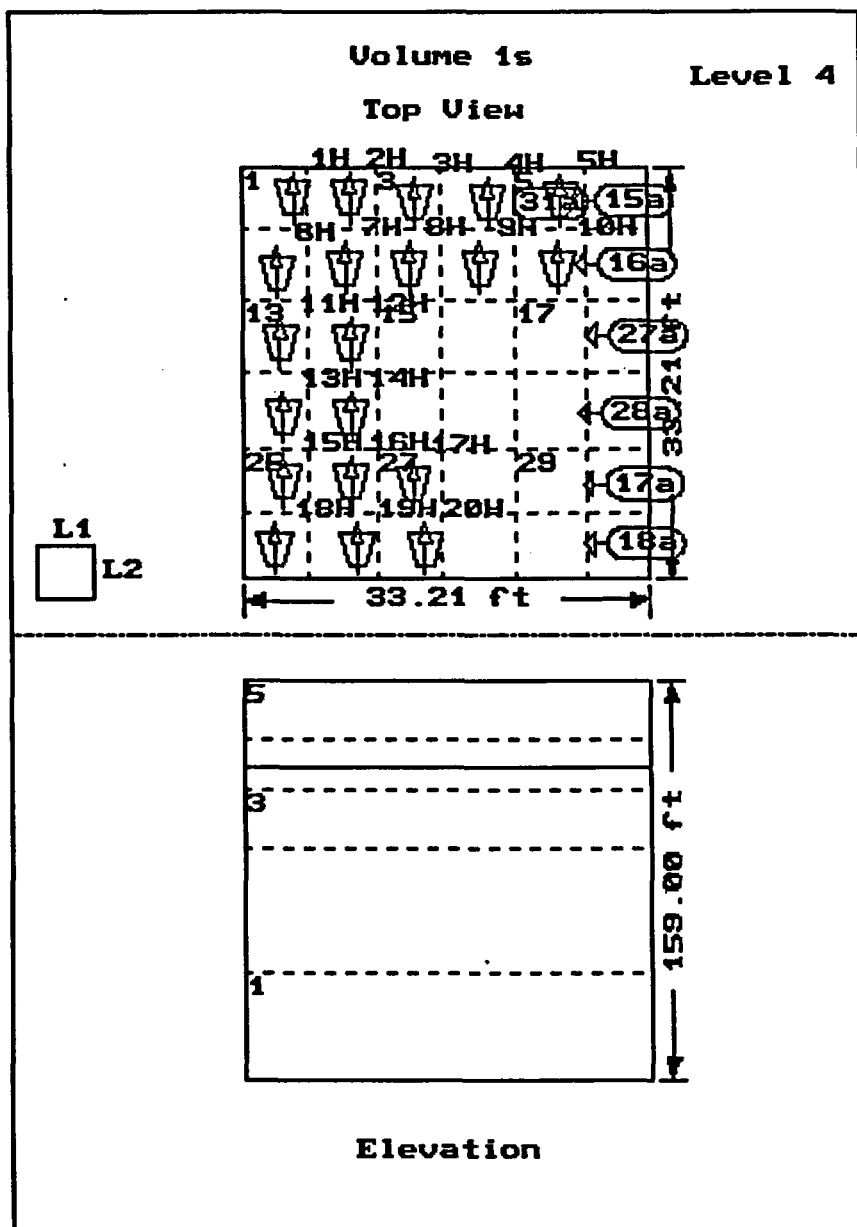 Volume 1s
Level 4
Top View
1H 2H 3H 4H 5H
1 3 5
31a 15a
6H 7H 8H 9H 10H
16a
11H 12H
13 15 17
27a
33.21 ft
13H 14H
28a
15H 16H 17H
27 29
17a
18H 19H 20H
18a
L1
L2
33.21 ft
5
3
159.00 ft
1
Elevation